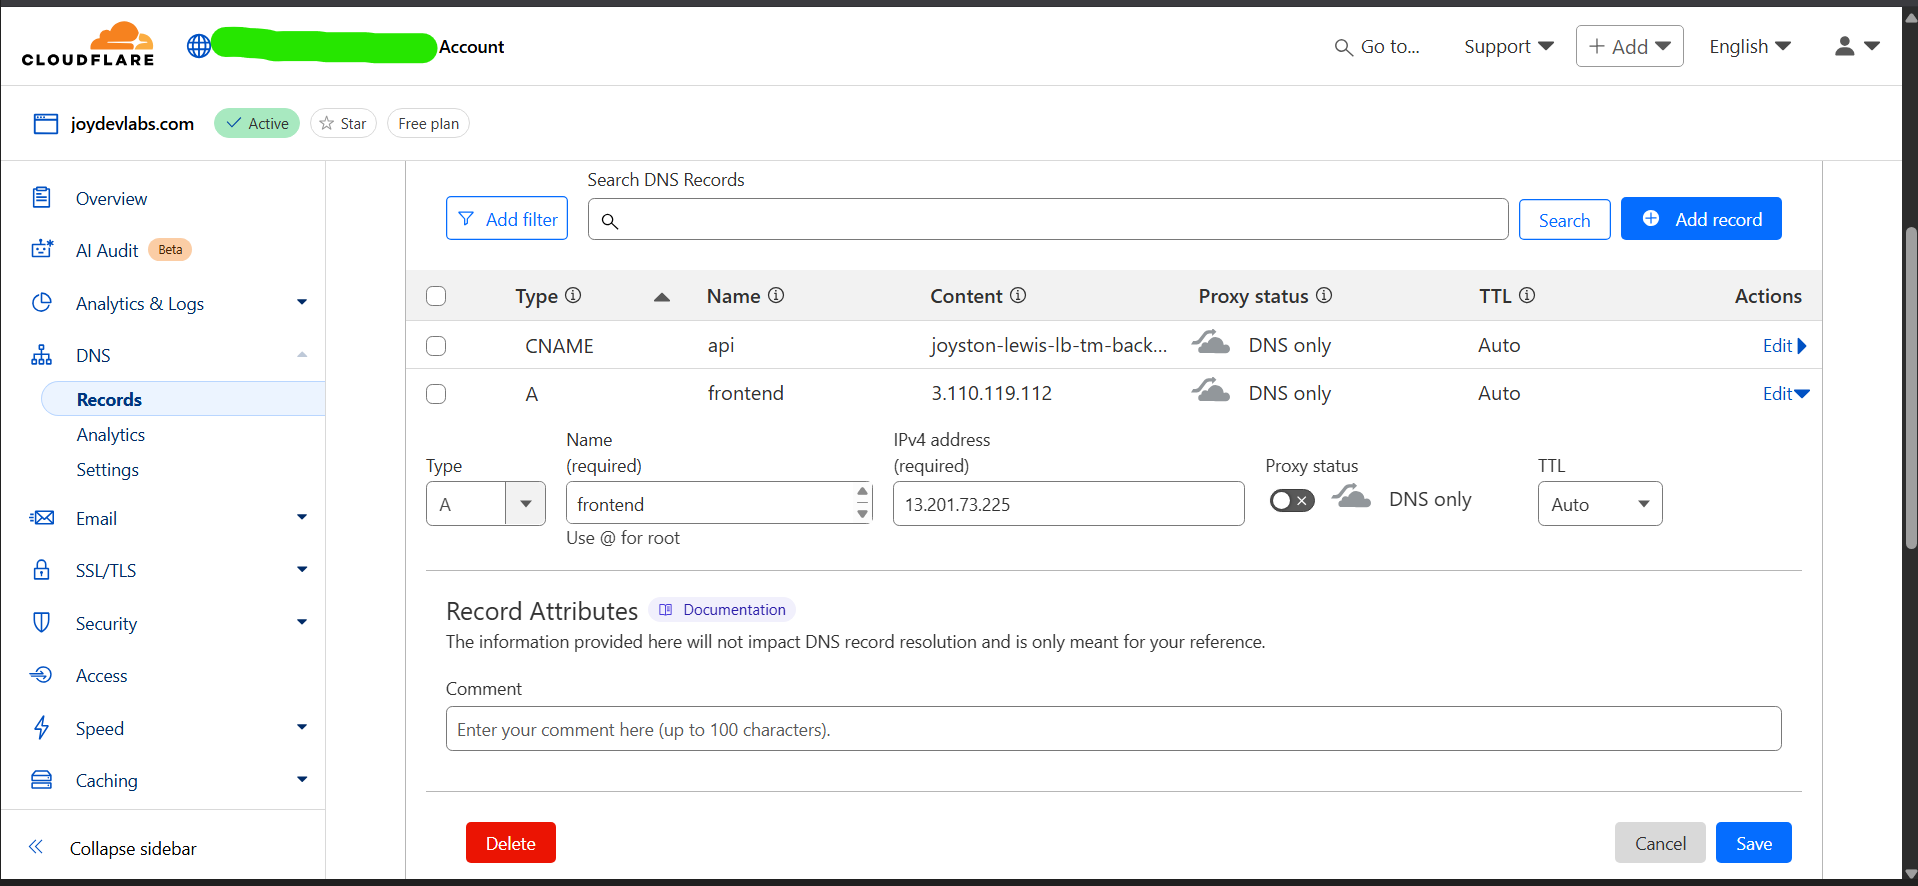 CLOUDFLARE
Account
Go to...
Support
+ Add
English
joydevlabs.com
Active
Star
Free plan
Overview
AI Audit Beta
Analytics & Logs
DNS
Records
Analytics
Settings
Email
SSL/TLS
Security
Access
Speed
Caching
Collapse sidebar
Search DNS Records
Add filter
Search
Add record
Type Name Content Proxy status TTL Actions
CNAME api joyston-lewis-lb-tm-back... DNS only Auto Edit
A frontend 3.110.119.112 DNS only Auto Edit
Type
A
Name
(required)
frontend
Use @ for root
IPv4 address
(required)
13.201.73.225
Proxy status
DNS only
TTL
Auto
Record Attributes Documentation
The information provided here will not impact DNS record resolution and is only meant for your reference.
Comment
Enter your comment here (up to 100 characters).
Delete
Cancel
Save